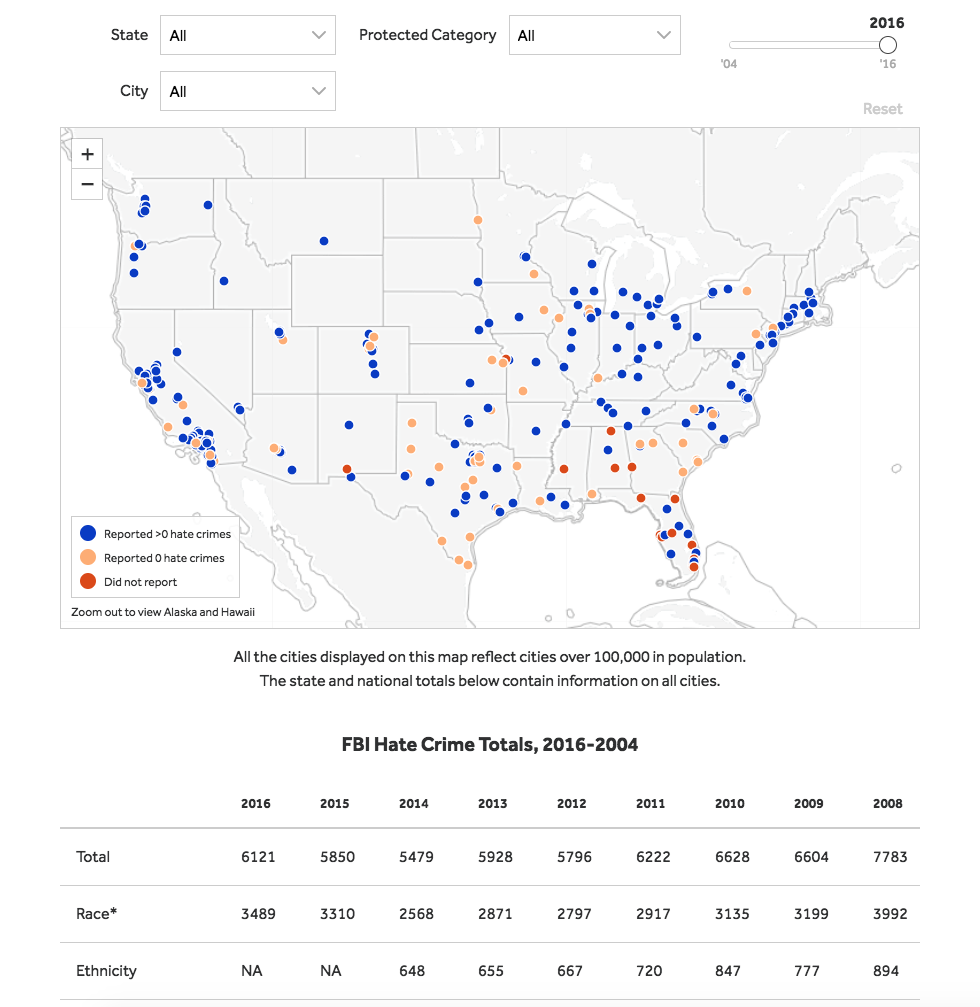 State All Protected Category All 2016
'04 '16
City All
Reset
+
−
Reported >0 hate crimes
Reported 0 hate crimes
Did not report
Zoom out to view Alaska and Hawaii
All the cities displayed on this map reflect cities over 100,000 in population.
The state and national totals below contain information on all cities.
FBI Hate Crime Totals, 2016-2004
2016 2015 2014 2013 2012 2011 2010 2009 2008
Total 6121 5850 5479 5928 5796 6222 6628 6604 7783
Race* 3489 3310 2568 2871 2797 2917 3135 3199 3992
Ethnicity NA NA 648 655 667 720 847 777 894